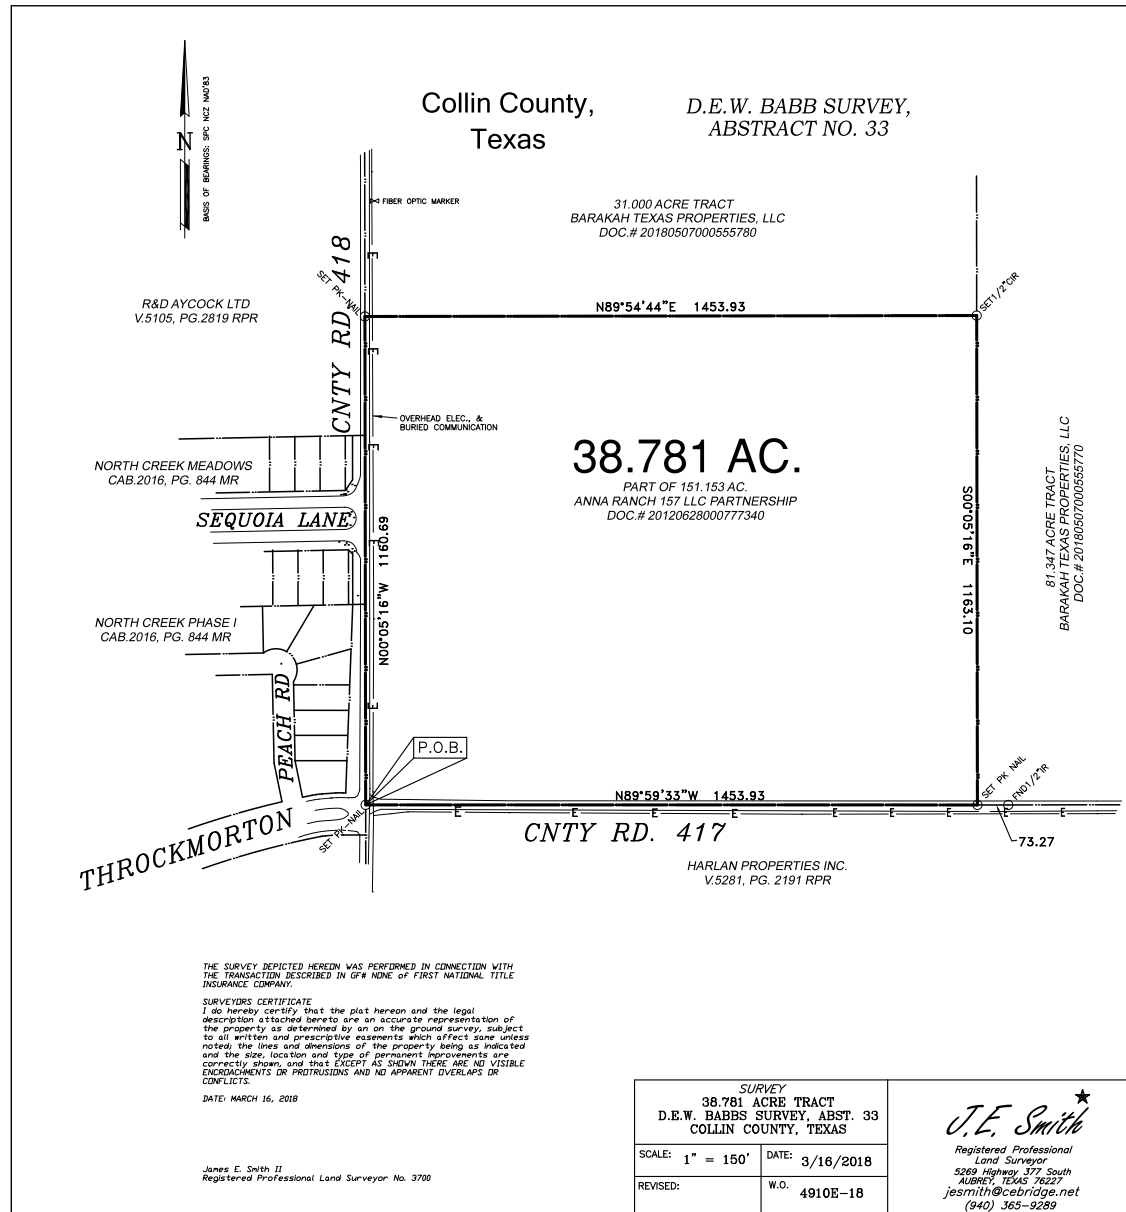 Collin County,
Texas
D.E.W. BABB SURVEY,
ABSTRACT NO. 33
N
BASIS OF BEARINGS: SPC NCZ NAD'83
FIBER OPTIC MARKER
31.000 ACRE TRACT
BARAKAH TEXAS PROPERTIES, LLC
DOC.# 20180507000555780
CNTY RD 418
SET PK-NAIL
R&D AYCOCK LTD
V.5105, PG.2819 RPR
N89°54'44"E 1453.93
SET1/2"CIR
E
E
OVERHEAD ELEC., &
BURIED COMMUNICATION
E
38.781 AC.
PART OF 151.153 AC.
ANNA RANCH 157 LLC PARTNERSHIP
DOC.# 20120628000777340
NORTH CREEK MEADOWS
CAB.2016, PG. 844 MR
SEQUOIA LANE
E
N00°05'16"W 1160.69
S00°05'16"E 1163.10
81.347 ACRE TRACT
BARAKAH TEXAS PROPERTIES, LLC
DOC.# 20180507000555770
NORTH CREEK PHASE I
CAB.2016, PG. 844 MR
PEACH RD
E
P.O.B.
SET PK NAIL
FND1/2"IR
N89°59'33"W 1453.93
SET PK-NAIL
E E E E E E E E
THROCKMORTON
CNTY RD. 417
73.27
HARLAN PROPERTIES INC.
V.5281, PG. 2191 RPR
THE SURVEY DEPICTED HEREON WAS PERFORMED IN CONNECTION WITH
THE TRANSACTION DESCRIBED IN GF# NONE of FIRST NATIONAL TITLE
INSURANCE COMPANY.
SURVEYORS CERTIFICATE
I do hereby certify that the plat hereon and the legal
description attached hereto are an accurate representation of
the property as determined by an on the ground survey, subject
to all written and prescriptive easements which affect same unless
noted; the lines and dimensions of the property being as indicated
and the size, location and type of permanent improvements are
correctly shown, and that EXCEPT AS SHOWN THERE ARE NO VISIBLE
ENCROACHMENTS OR PROTRUSIONS AND NO APPARENT OVERLAPS OR
CONFLICTS.
DATE: MARCH 16, 2018
James E. Smith II
Registered Professional Land Surveyor No. 3700
SURVEY
38.781 ACRE TRACT
D.E.W. BABBS SURVEY, ABST. 33
COLLIN COUNTY, TEXAS
SCALE: 1" = 150'
DATE: 3/16/2018
REVISED:
W.O. 4910E-18
J.E. Smith
Registered Professional
Land Surveyor
5269 Highway 377 South
AUBREY, TEXAS 76227
jesmith@cebridge.net
(940) 365-9289